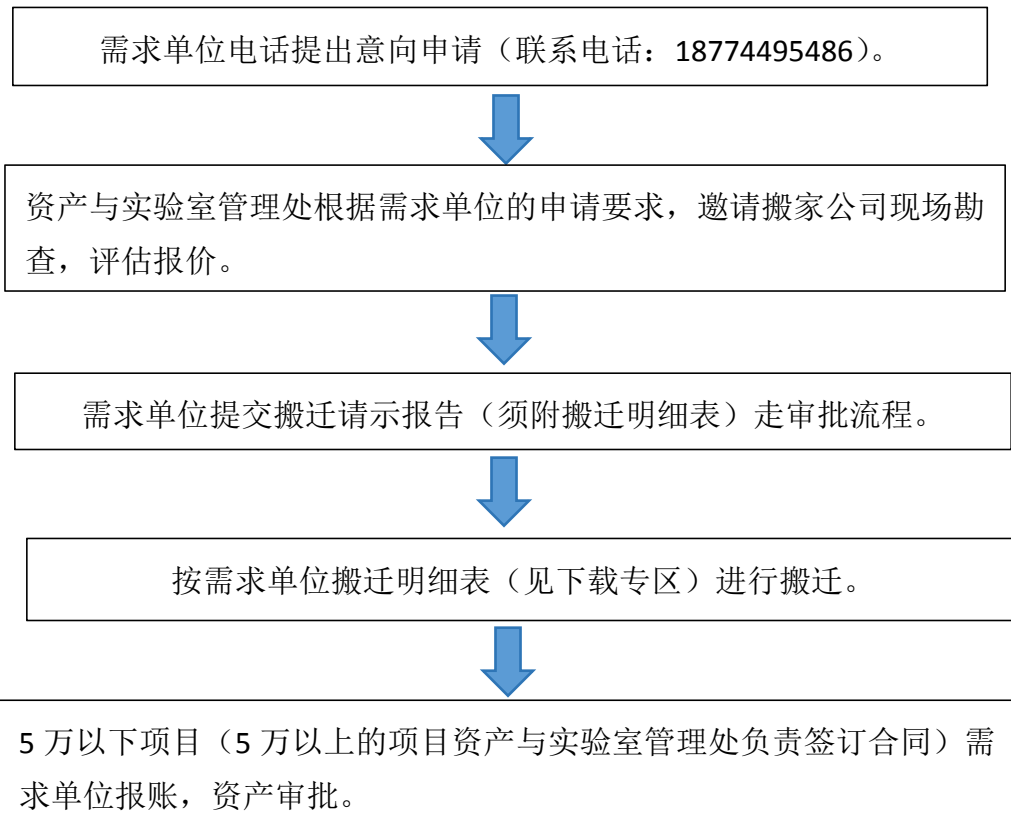 需求单位电话提出意向申请（联系电话：18774495486）。
资产与实验室管理处根据需求单位的申请要求，邀请搬家公司现场勘
查，评估报价。
需求单位提交搬迁请示报告（须附搬迁明细表）走审批流程。
按需求单位搬迁明细表（见下载专区）进行搬迁。
5 万以下项目（5 万以上的项目资产与实验室管理处负责签订合同）需
求单位报账，资产审批。